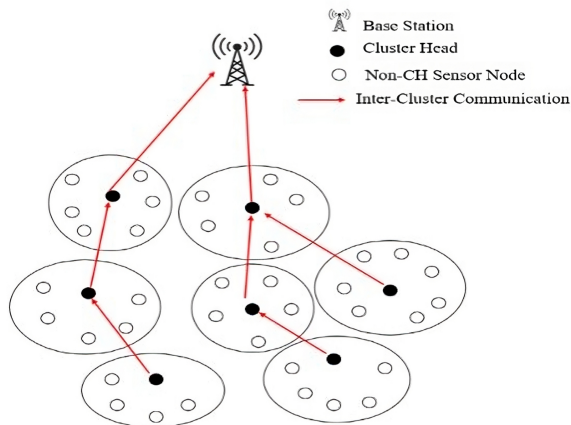 Base Station
Cluster Head
Non-CH Sensor Node
Inter-Cluster Communication